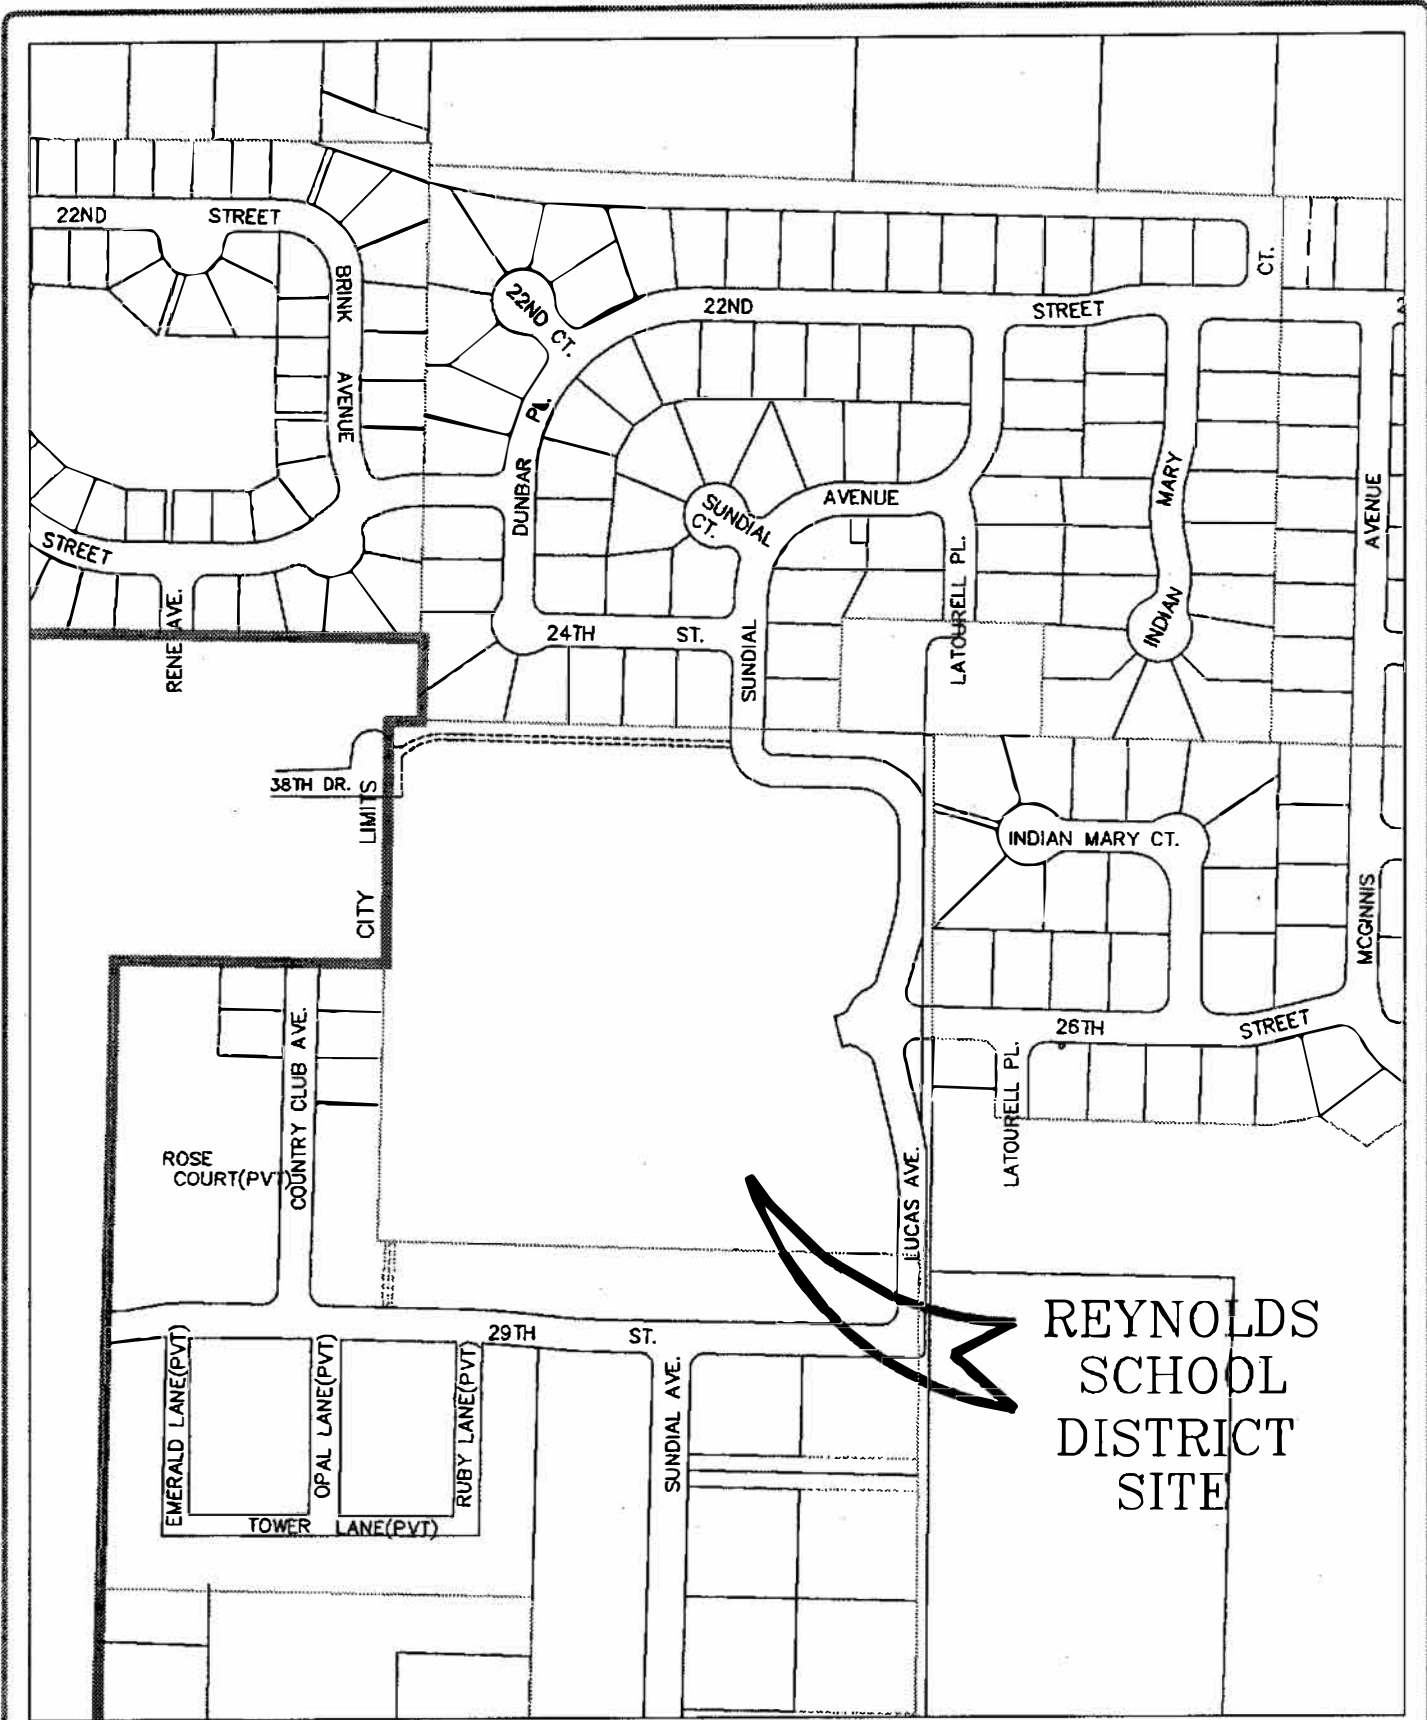 22ND STREET
CT.
BRINK AVENUE
22ND CT.
22ND STREET
PL.
DUNBAR
SUNDIAL CT.
AVENUE
MARY
INDIAN
AVENUE
STREET
RENE AVE.
24TH ST.
SUNDIAL
LATOURELL PL.
38TH DR.
CITY LIMITS
INDIAN MARY CT.
MCGINNIS
26TH STREET
COUNTRY CLUB AVE.
LATOURELL PL.
ROSE
COURT(PVT)
LUCAS AVE.
REYNOLDS
SCHOOL
DISTRICT
SITE
29TH ST.
EMERALD LANE(PVT)
OPAL LANE(PVT)
RUBY LANE(PVT)
SUNDIAL AVE.
TOWER LANE(PVT)